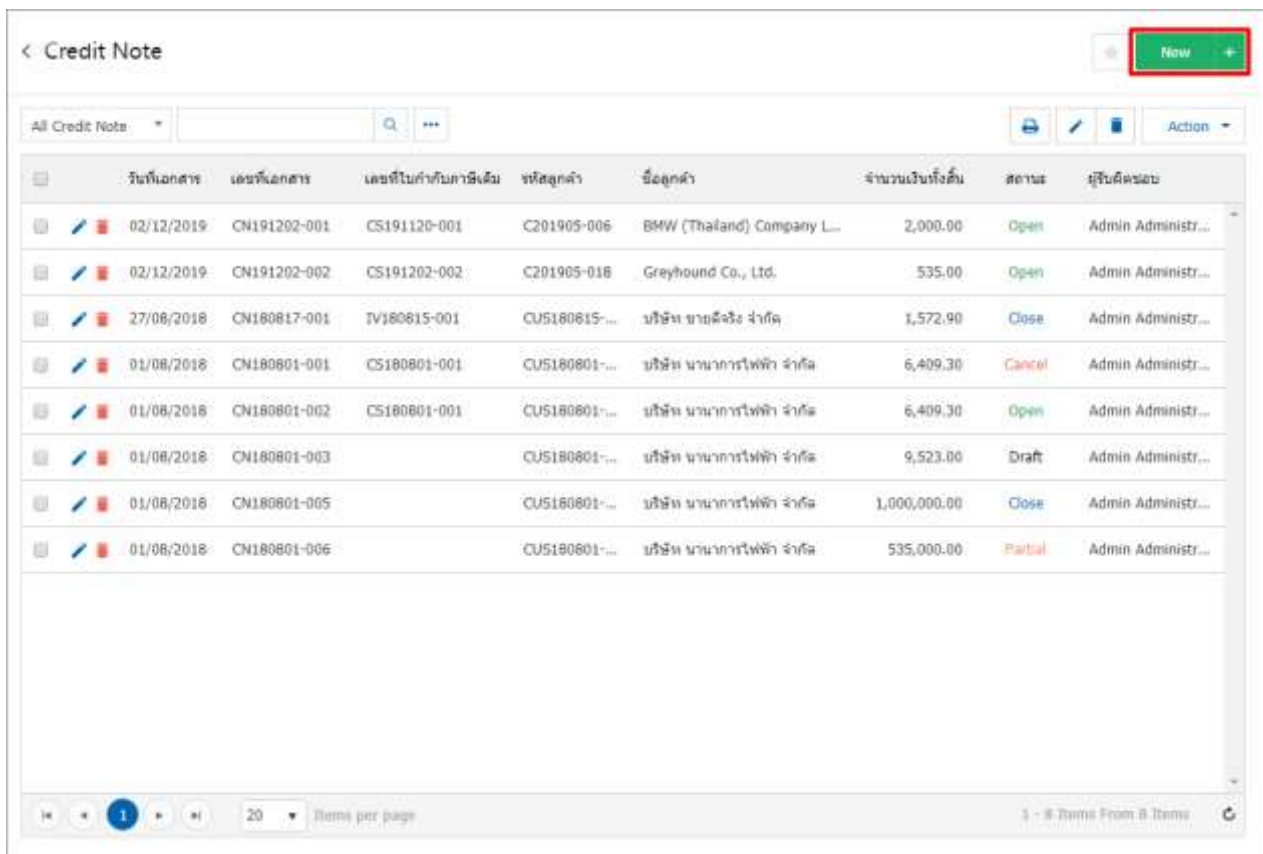 < Credit Note New +
All Credit Note Action
วันที่เอกสาร เลขที่เอกสาร เลขที่ใบกำกับภาษีเดิม รหัสลูกค้า ชื่อลูกค้า จำนวนเงินทั้งสิ้น สถานะ ผู้รับผิดชอบ
02/12/2019 CN191202-001 CS191120-001 C201905-006 BMW (Thailand) Company L... 2,000.00 Open Admin Administr...
02/12/2019 CN191202-002 CS191202-002 C201905-018 Greyhound Co., Ltd. 535.00 Open Admin Administr...
27/08/2018 CN180817-001 IV180815-001 CUS180815-... บริษัท ขายดีจริง จำกัด 1,572.90 Close Admin Administr...
01/08/2018 CN180801-001 CS180801-001 CUS180801-... บริษัท นานาการไฟฟ้า จำกัด 6,409.30 Cancel Admin Administr...
01/08/2018 CN180801-002 CS180801-001 CUS180801-... บริษัท นานาการไฟฟ้า จำกัด 6,409.30 Open Admin Administr...
01/08/2018 CN180801-003 CUS180801-... บริษัท นานาการไฟฟ้า จำกัด 9,523.00 Draft Admin Administr...
01/08/2018 CN180801-005 CUS180801-... บริษัท นานาการไฟฟ้า จำกัด 1,000,000.00 Close Admin Administr...
01/08/2018 CN180801-006 CUS180801-... บริษัท นานาการไฟฟ้า จำกัด 535,000.00 Partial Admin Administr...
1 20 Items per page 1 - 8 Items From 8 Items